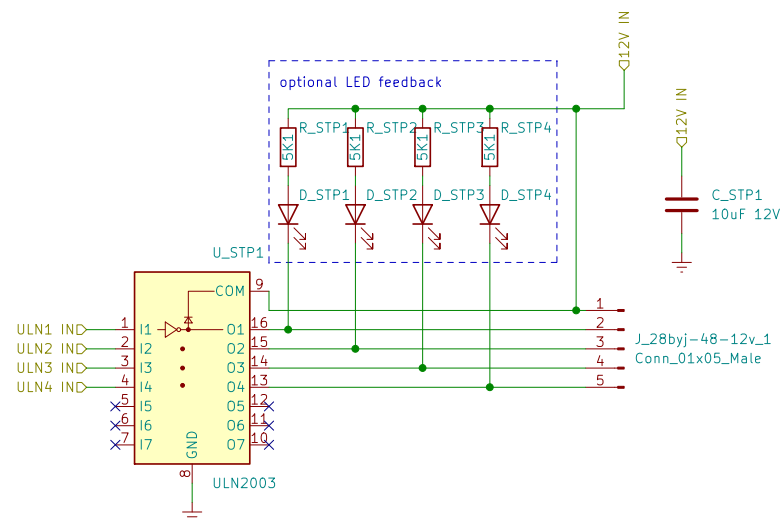 12V IN
optional LED feedback
12V IN
R_STP1 R_STP2 R_STP3 R_STP4
5K1 5K1 5K1 5K1
D_STP1 D_STP2 D_STP3 D_STP4
C_STP1
10uF 12V
U_STP1
COM 9
1
ULN1 IN 1 I1 O1 16 2
ULN2 IN 2 I2 O2 15 3
J_28byj-48-12v_1
ULN3 IN 3 I3 O3 14 4
Conn_01x05_Male
ULN4 IN 4 I4 O4 13 5
5 I5 O5 12
6 I6 O6 11
7 I7 O7 10
GND
8
ULN2003